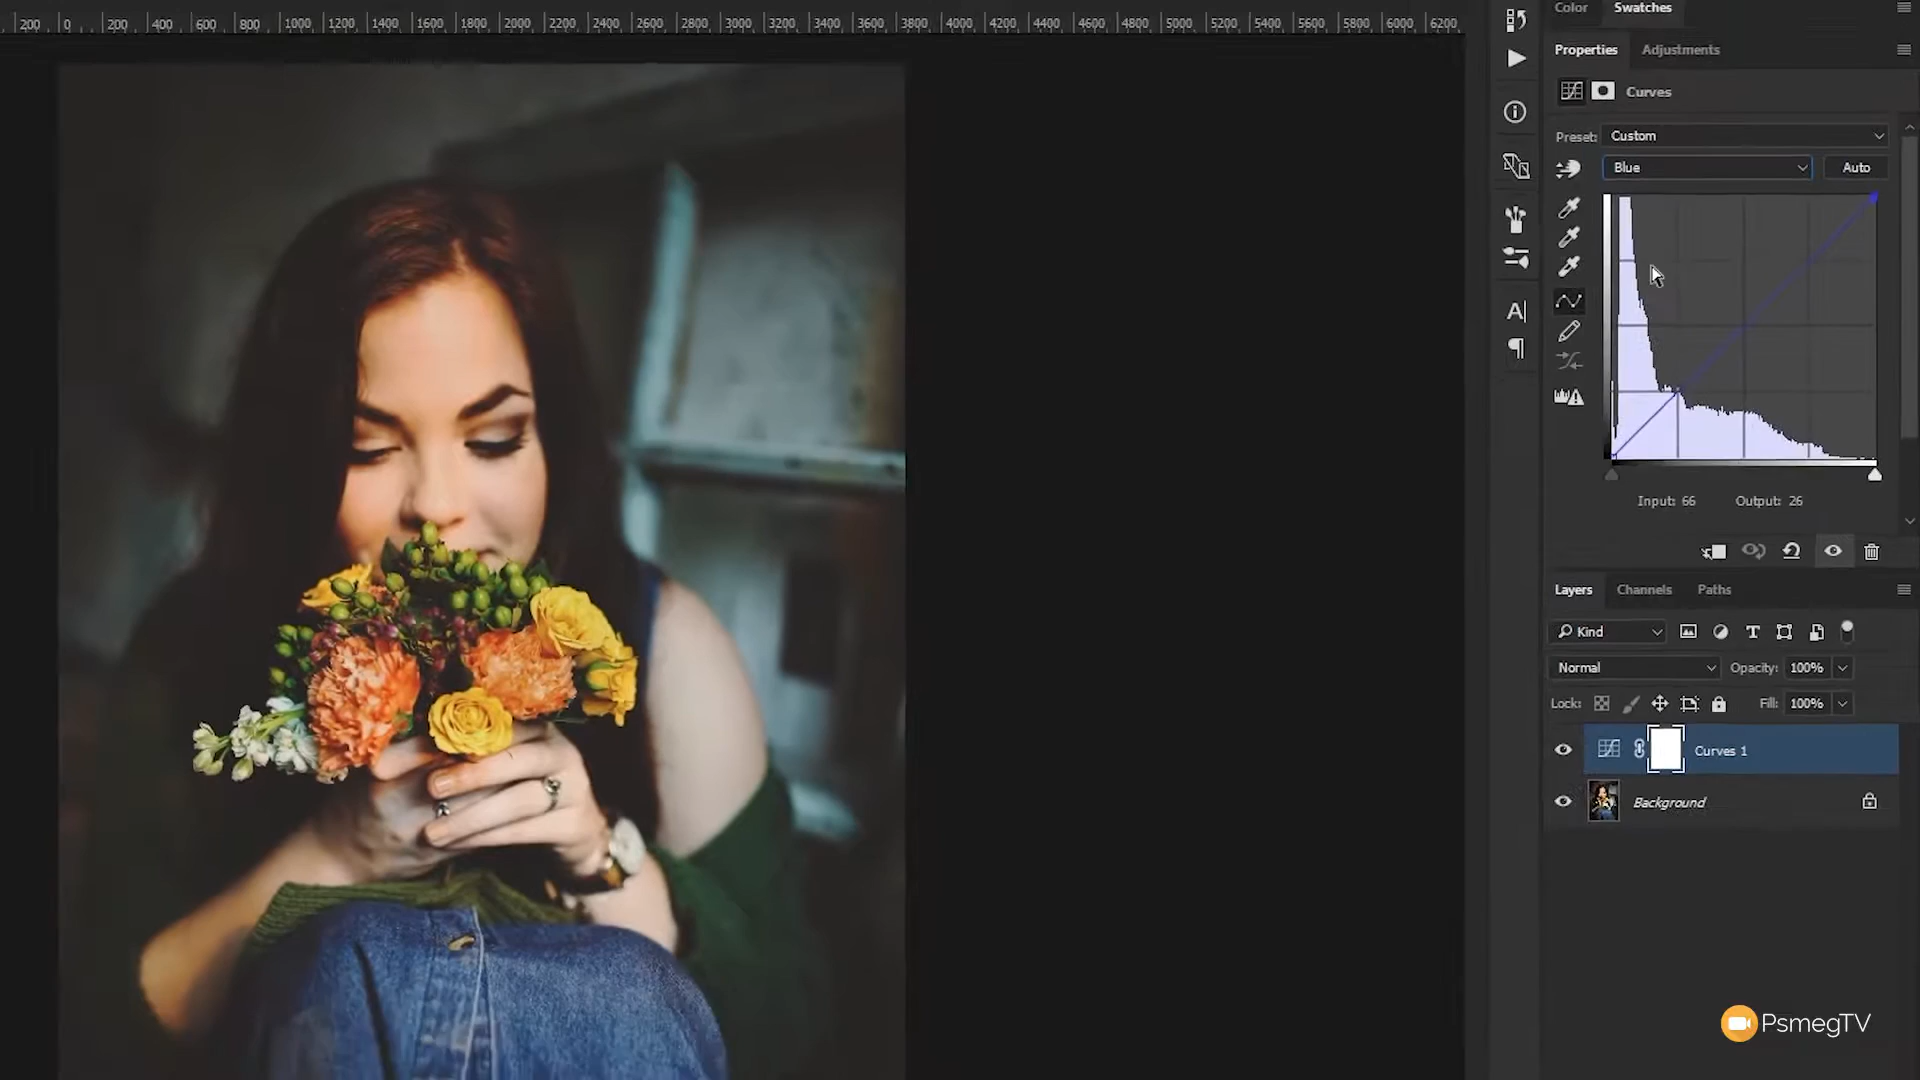 200 0 200 400 600 800 1000 1200 1400 1600 1800 2000 2200 2400 2600 2800 3000 3200 3400 3600 3800 4000 4200 4400 4600 4800 5000 5200 5400 5600 5800 6000 6200
Color Swatches
Properties Adjustments
Curves
Preset: Custom
Blue Auto
Input: 66 Output: 26
Layers Channels Paths
Kind
Normal Opacity: 100%
Lock: Fill: 100%
Curves 1
Background
PsmegTV